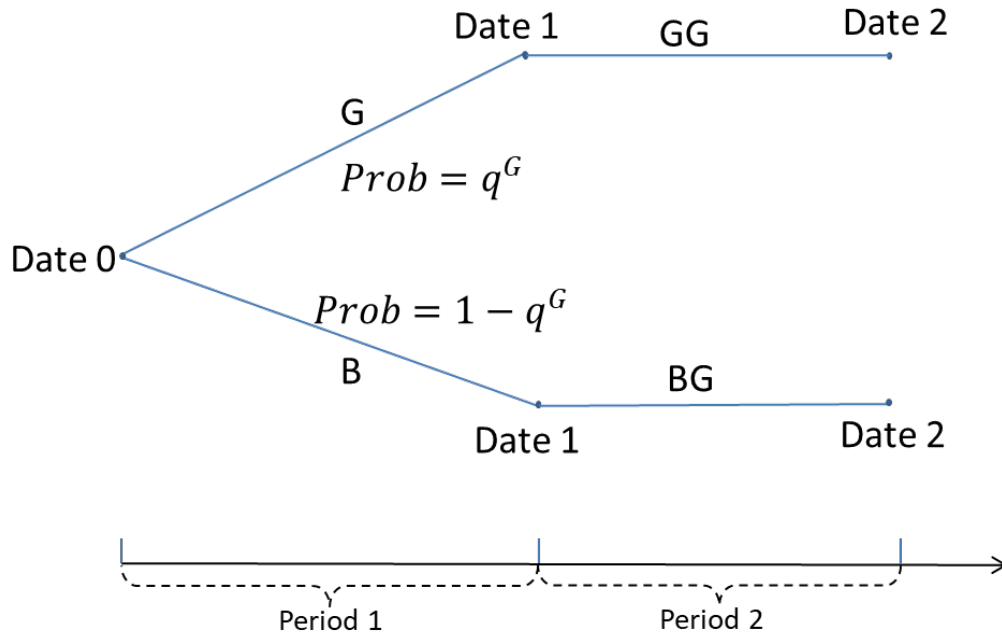 Date 1
GG
Date 2
G
Prob = q^G
Date 0
Prob = 1 − q^G
B
BG
Date 1
Date 2
Period 1
Period 2